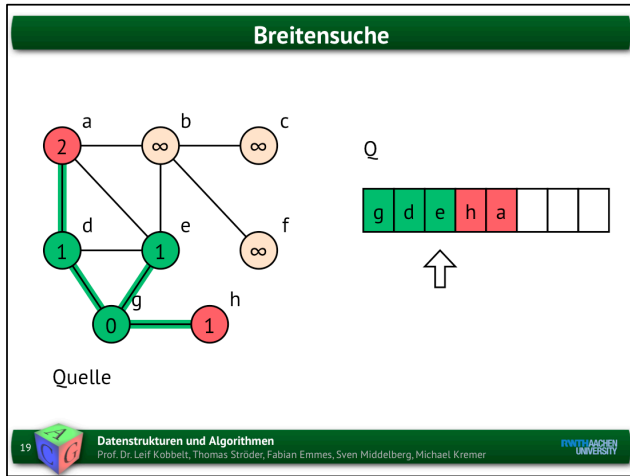 Breitensuche
a b c
2 ∞ ∞
Q
g d e h a
d e f
1 1 ∞
g h
0 1
Quelle
19
A C G
Datenstrukturen und Algorithmen
Prof. Dr. Leif Kobbelt, Thomas Ströder, Fabian Emmes, Sven Middelberg, Michael Kremer
RWTHAACHEN
UNIVERSITY